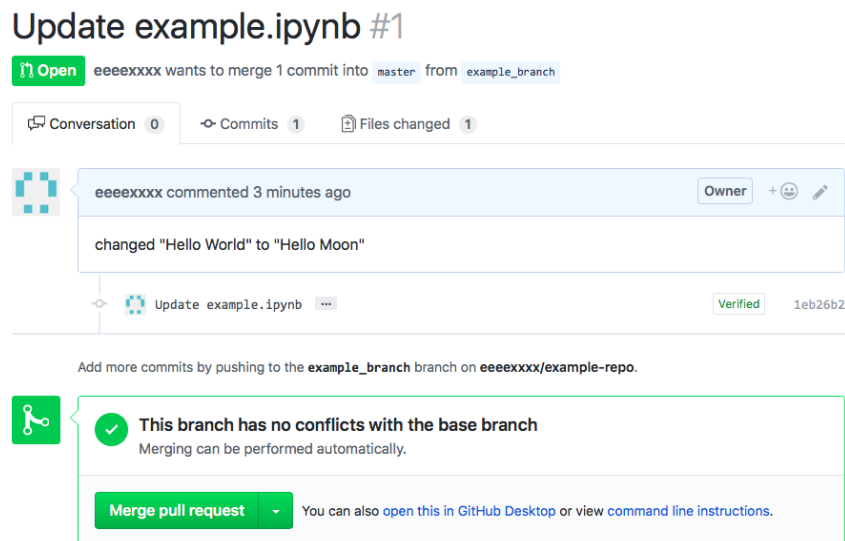 Update example.ipynb #1
Open eeeexxxx wants to merge 1 commit into master from example_branch
Conversation 0 Commits 1 Files changed 1
eeeexxxx commented 3 minutes ago Owner
changed "Hello World" to "Hello Moon"
Update example.ipynb ... Verified 1eb26b2
Add more commits by pushing to the example_branch branch on eeeexxxx/example-repo.
This branch has no conflicts with the base branch
Merging can be performed automatically.
Merge pull request You can also open this in GitHub Desktop or view command line instructions.